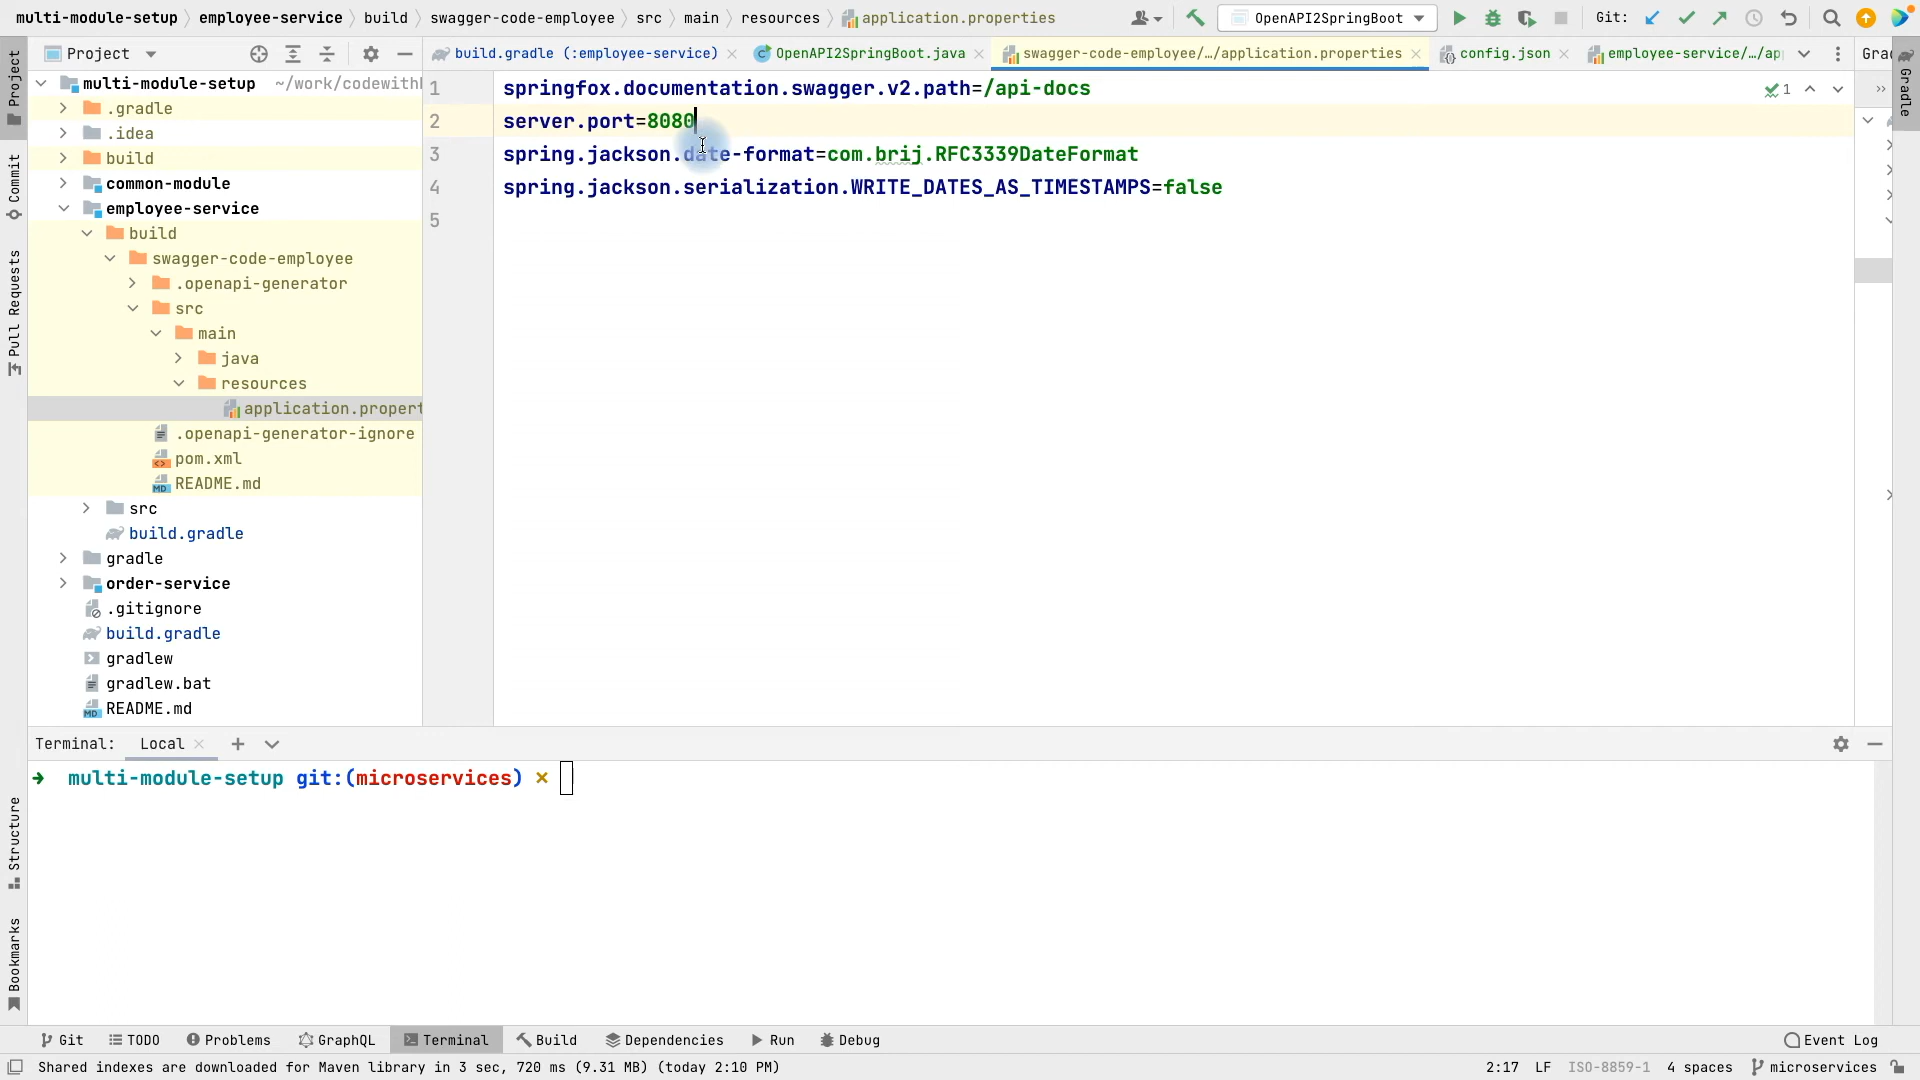 multi-module-setup employee-service build swagger-code-employee src main resources application.properties OpenAPI2SpringBoot Git:
Project build.gradle (:employee-service) OpenAPI2SpringBoot.java swagger-code-employee/…/application.properties config.json employee-service/…/ap Grad
multi-module-setup ~/work/codewith
.gradle
.idea
build
common-module
employee-service
build
swagger-code-employee
.openapi-generator
src
main
java
resources
application.propert
.openapi-generator-ignore
pom.xml
README.md
src
build.gradle
gradle
order-service
.gitignore
build.gradle
gradlew
gradlew.bat
README.md
1 springfox.documentation.swagger.v2.path=/api-docs
2 server.port=8080
3 spring.jackson.date-format=com.brij.RFC3339DateFormat
4 spring.jackson.serialization.WRITE_DATES_AS_TIMESTAMPS=false
5
1
Project
Commit
Pull Requests
Structure
Bookmarks
Gradle
Terminal: Local
multi-module-setup git:(microservices) ×
Git TODO Problems GraphQL Terminal Build Dependencies Run Debug Event Log
Shared indexes are downloaded for Maven library in 3 sec, 720 ms (9.31 MB) (today 2:10 PM) 2:17 LF ISO-8859-1 4 spaces microservices